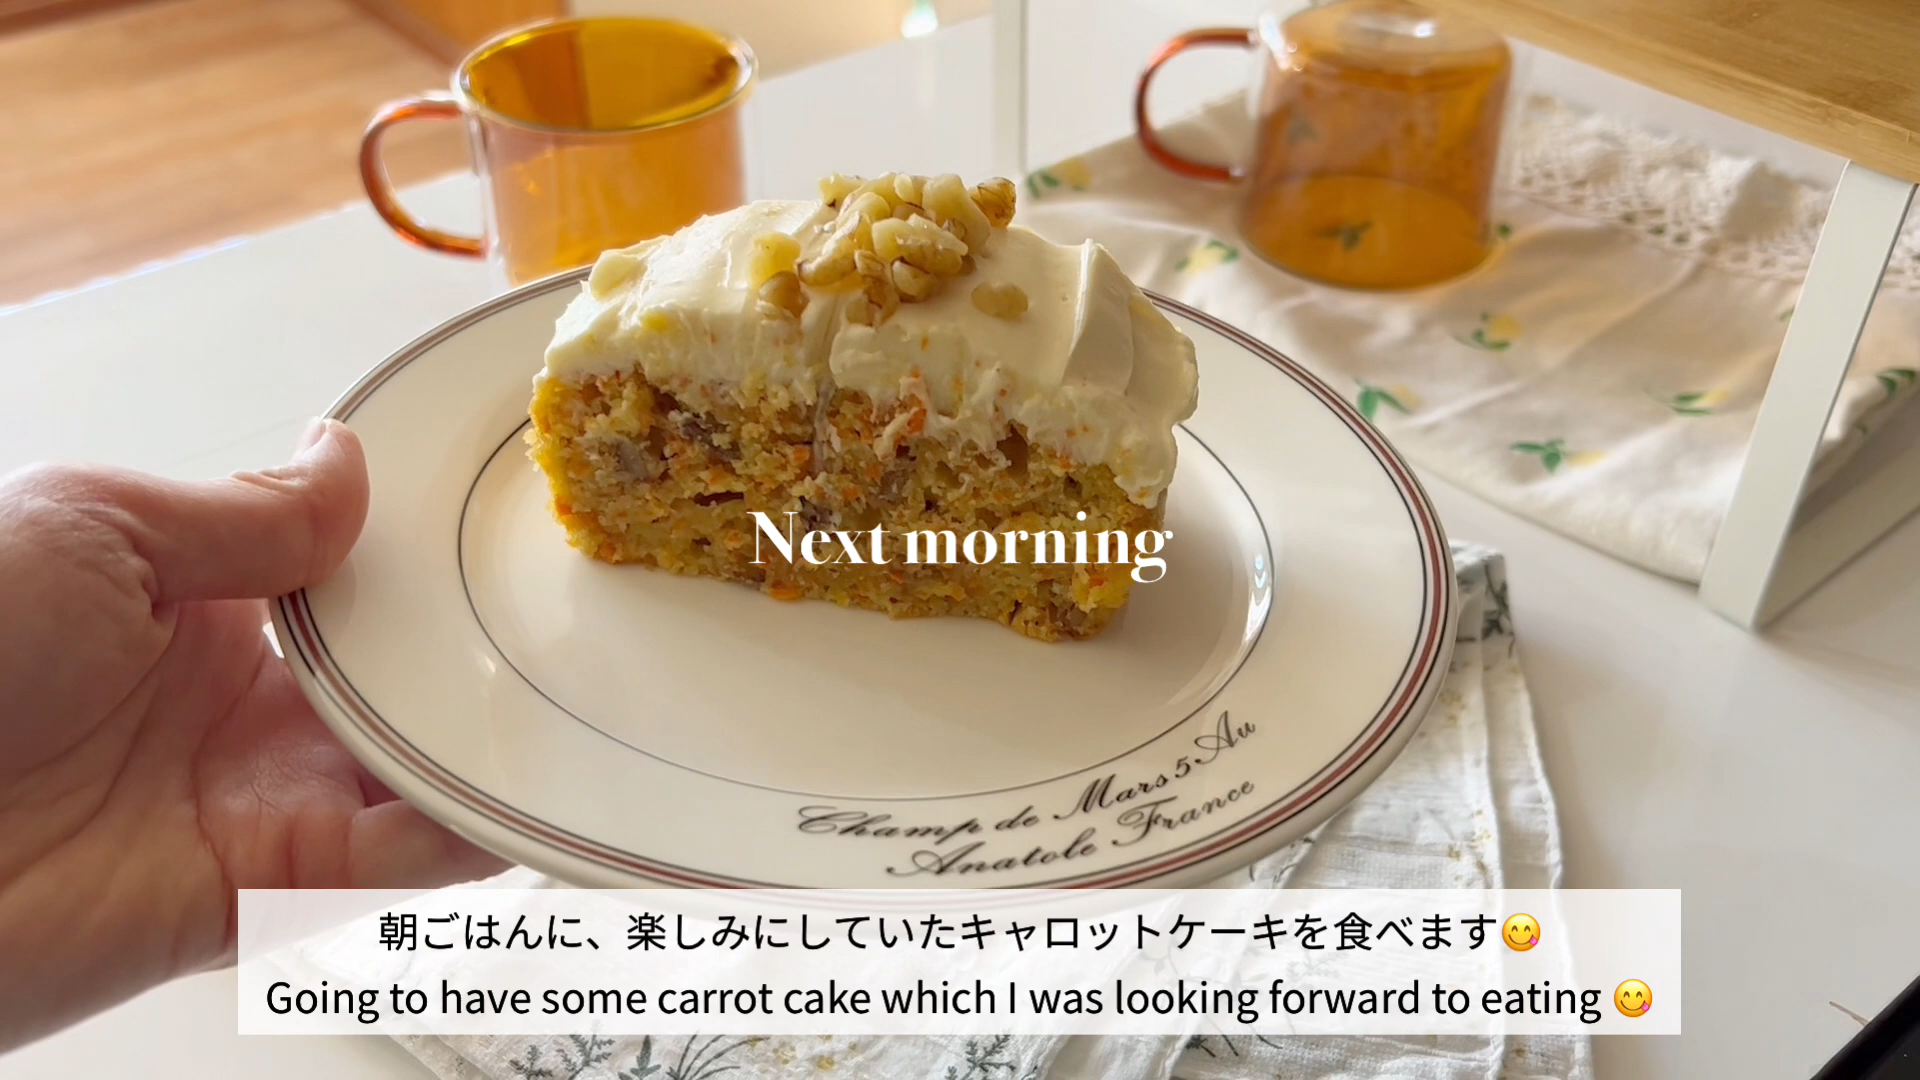 Next morning
Champ de Mars 5 Au
Anatole France
朝ごはんに、楽しみにしていたキャロットケーキを食べます😋
Going to have some carrot cake which I was looking forward to eating 😋